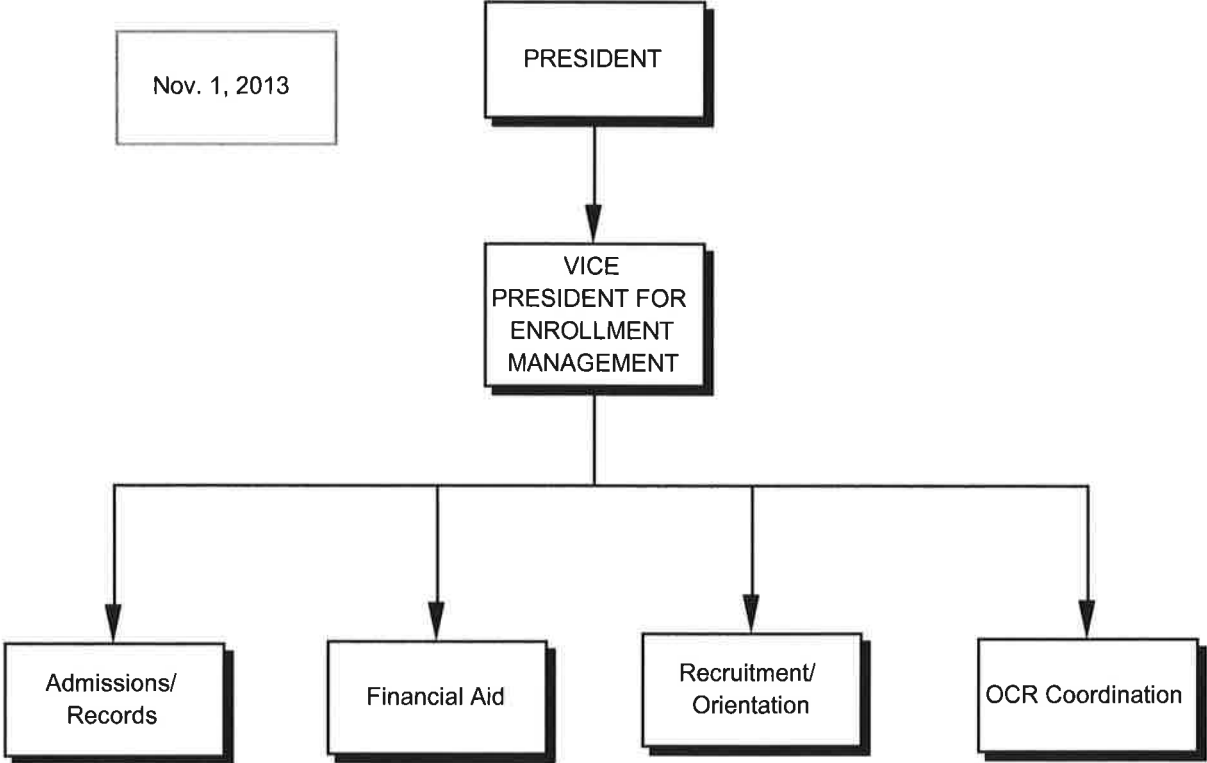 Nov. 1, 2013
PRESIDENT
VICE
PRESIDENT FOR
ENROLLMENT
MANAGEMENT
Admissions/
Records
Financial Aid
Recruitment/
Orientation
OCR Coordination